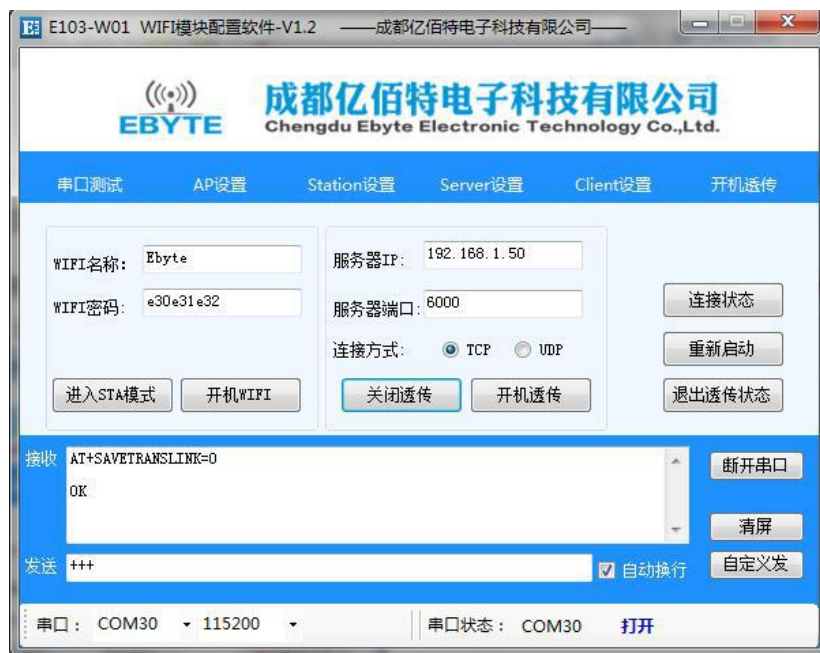 E103-W01 WIFI模块配置软件-V1.2 ——成都亿佰特电子科技有限公司——
EBYTE
成都亿佰特电子科技有限公司
Chengdu Ebyte Electronic Technology Co.,Ltd.
串口测试 AP设置 Station设置 Server设置 Client设置 开机透传
WIFI名称: Ebyte
WIFI密码: e30e31e32
进入STA模式 开机WIFI
服务器IP: 192.168.1.50
服务器端口: 6000
连接方式: TCP UDP
关闭透传 开机透传
连接状态
重新启动
退出透传状态
接收 AT+SAVETRANSLINK=0
OK
断开串口
清屏
发送 +++ 自动换行 自定义发
串口: COM30 115200 串口状态: COM30 打开